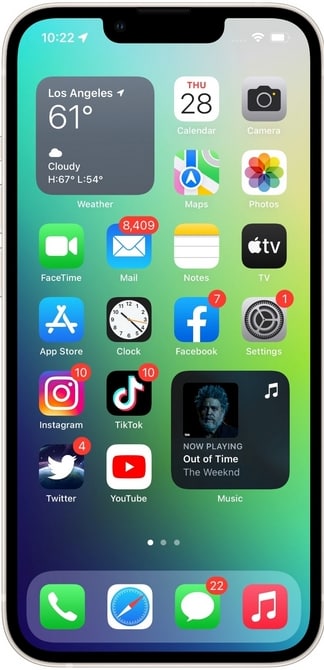 10:22
Los Angeles
61°
Cloudy
H:67° L:54°
Weather
THU
28
Calendar
Camera
Maps
Photos
FaceTime
8,409
Mail
Notes
tv
TV
App Store
Clock
7
Facebook
1
Settings
10
Instagram
10
TikTok
NOW PLAYING
Out of Time
The Weeknd
Music
4
Twitter
YouTube
22